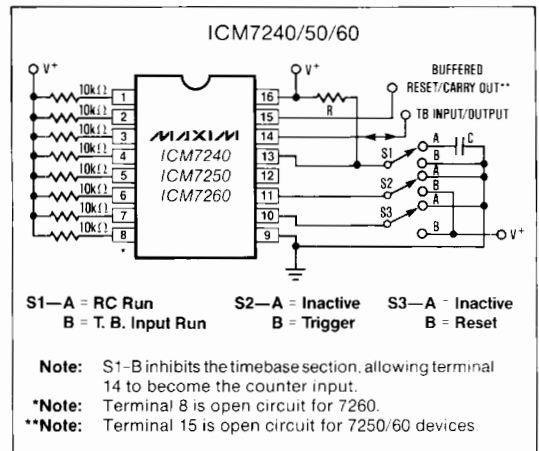 ICM7240/50/60
V+
10kΩ
10kΩ
10kΩ
10kΩ
10kΩ
10kΩ
10kΩ
10kΩ
1
2
3
4
5
6
7
8
*
MAXIM
ICM7240
ICM7250
ICM7260
16
15
14
13
12
11
10
9
V+
R
BUFFERED
RESET/CARRY OUT**
TB INPUT/OUTPUT
S1
A
C
B
S2
A
B
S3
A
B
V+
S1—A = RC Run
B = T. B. Input Run
S2—A = Inactive
B = Trigger
S3—A = Inactive
B = Reset
Note: S1-B inhibits the timebase section, allowing terminal
14 to become the counter input.
*Note: Terminal 8 is open circuit for 7260.
**Note: Terminal 15 is open circuit for 7250/60 devices.